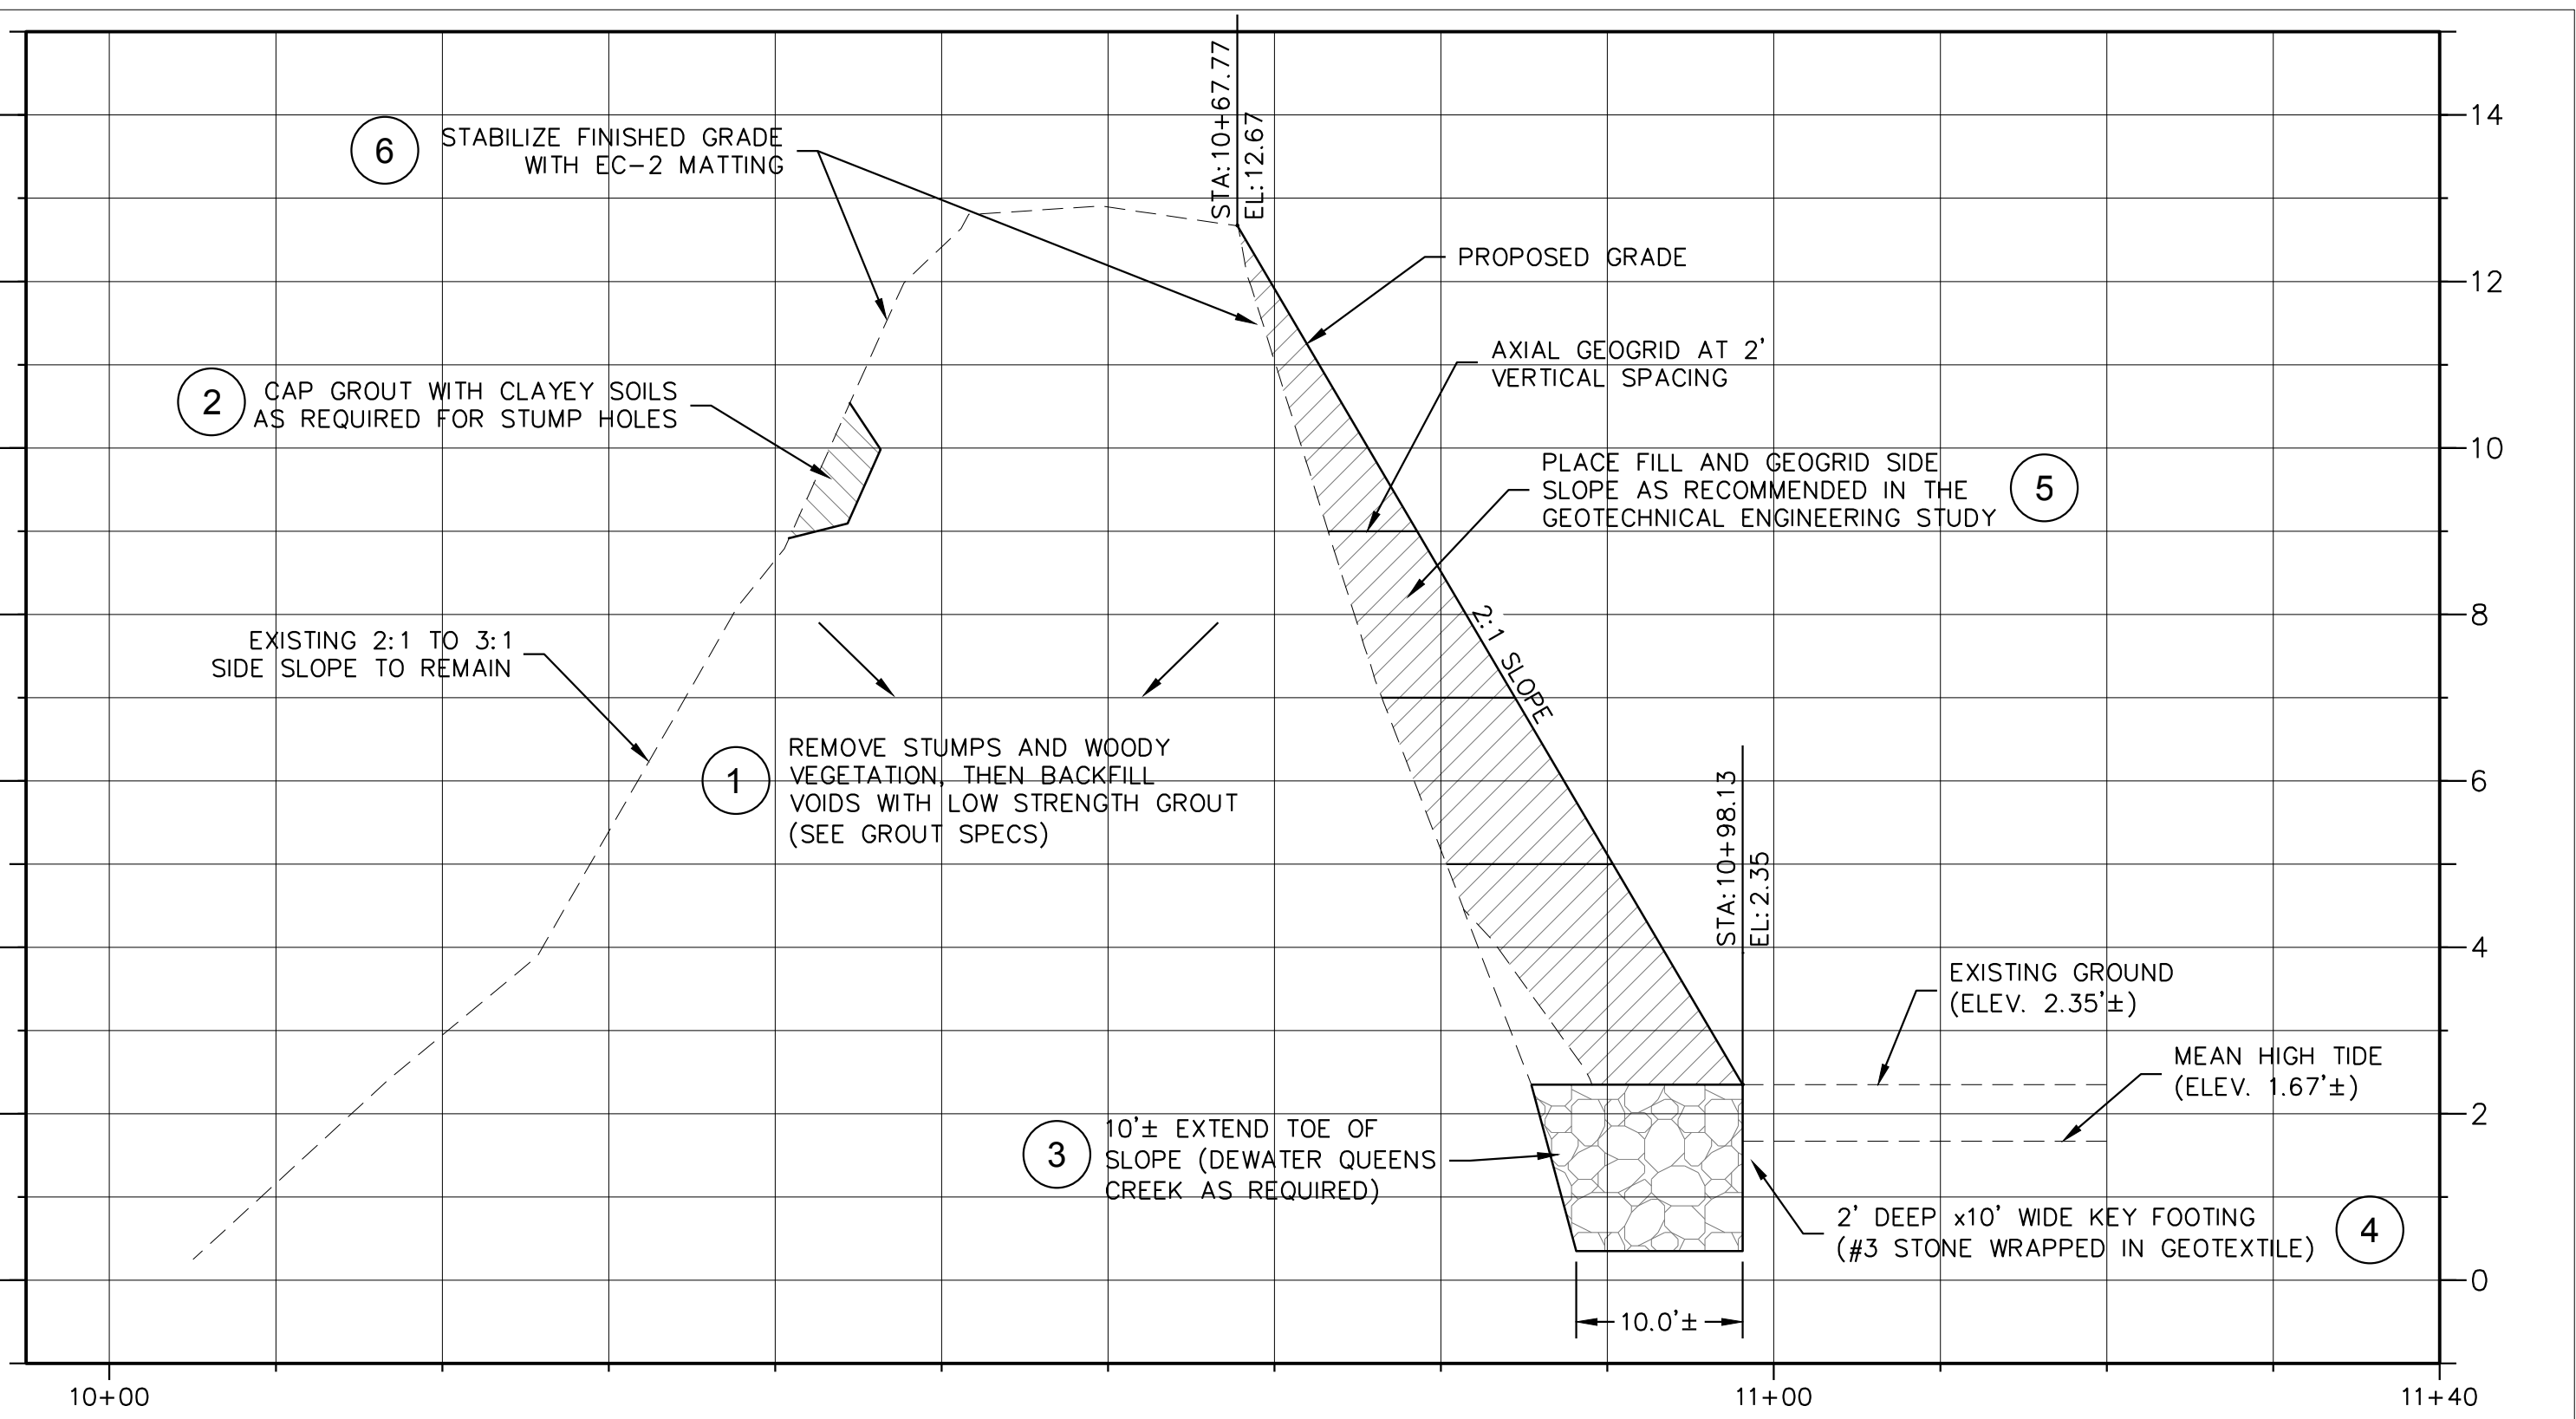 STA:10+67.77
EL:12.67
6
STABILIZE FINISHED GRADE
WITH EC-2 MATTING
14
PROPOSED GRADE
12
AXIAL GEOGRID AT 2'
VERTICAL SPACING
2
CAP GROUT WITH CLAYEY SOILS
AS REQUIRED FOR STUMP HOLES
10
PLACE FILL AND GEOGRID SIDE
SLOPE AS RECOMMENDED IN THE
GEOTECHNICAL ENGINEERING STUDY
5
8
2:1 SLOPE
EXISTING 2:1 TO 3:1
SIDE SLOPE TO REMAIN
1
REMOVE STUMPS AND WOODY
VEGETATION, THEN BACKFILL
VOIDS WITH LOW STRENGTH GROUT
(SEE GROUT SPECS)
6
STA:10+98.13
EL:2.35
4
EXISTING GROUND
(ELEV. 2.35'±)
MEAN HIGH TIDE
(ELEV. 1.67'±)
2
3
10'± EXTEND TOE OF
SLOPE (DEWATER QUEENS
CREEK AS REQUIRED)
2' DEEP x10' WIDE KEY FOOTING
(#3 STONE WRAPPED IN GEOTEXTILE)
4
0
10.0'±
10+00
11+00
11+40